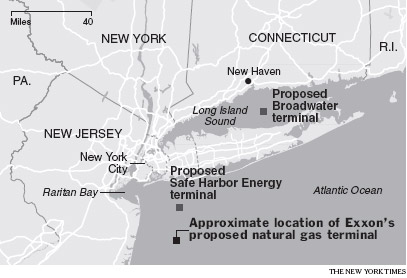 Miles 40
NEW YORK
CONNECTICUT
R.I.
PA.
New Haven
Proposed
Broadwater
terminal
Long Island
Sound
NEW JERSEY
New York
City
Proposed
Safe Harbor Energy
terminal
Raritan Bay
Atlantic Ocean
Approximate location of Exxon's
proposed natural gas terminal
THE NEW YORK TIMES